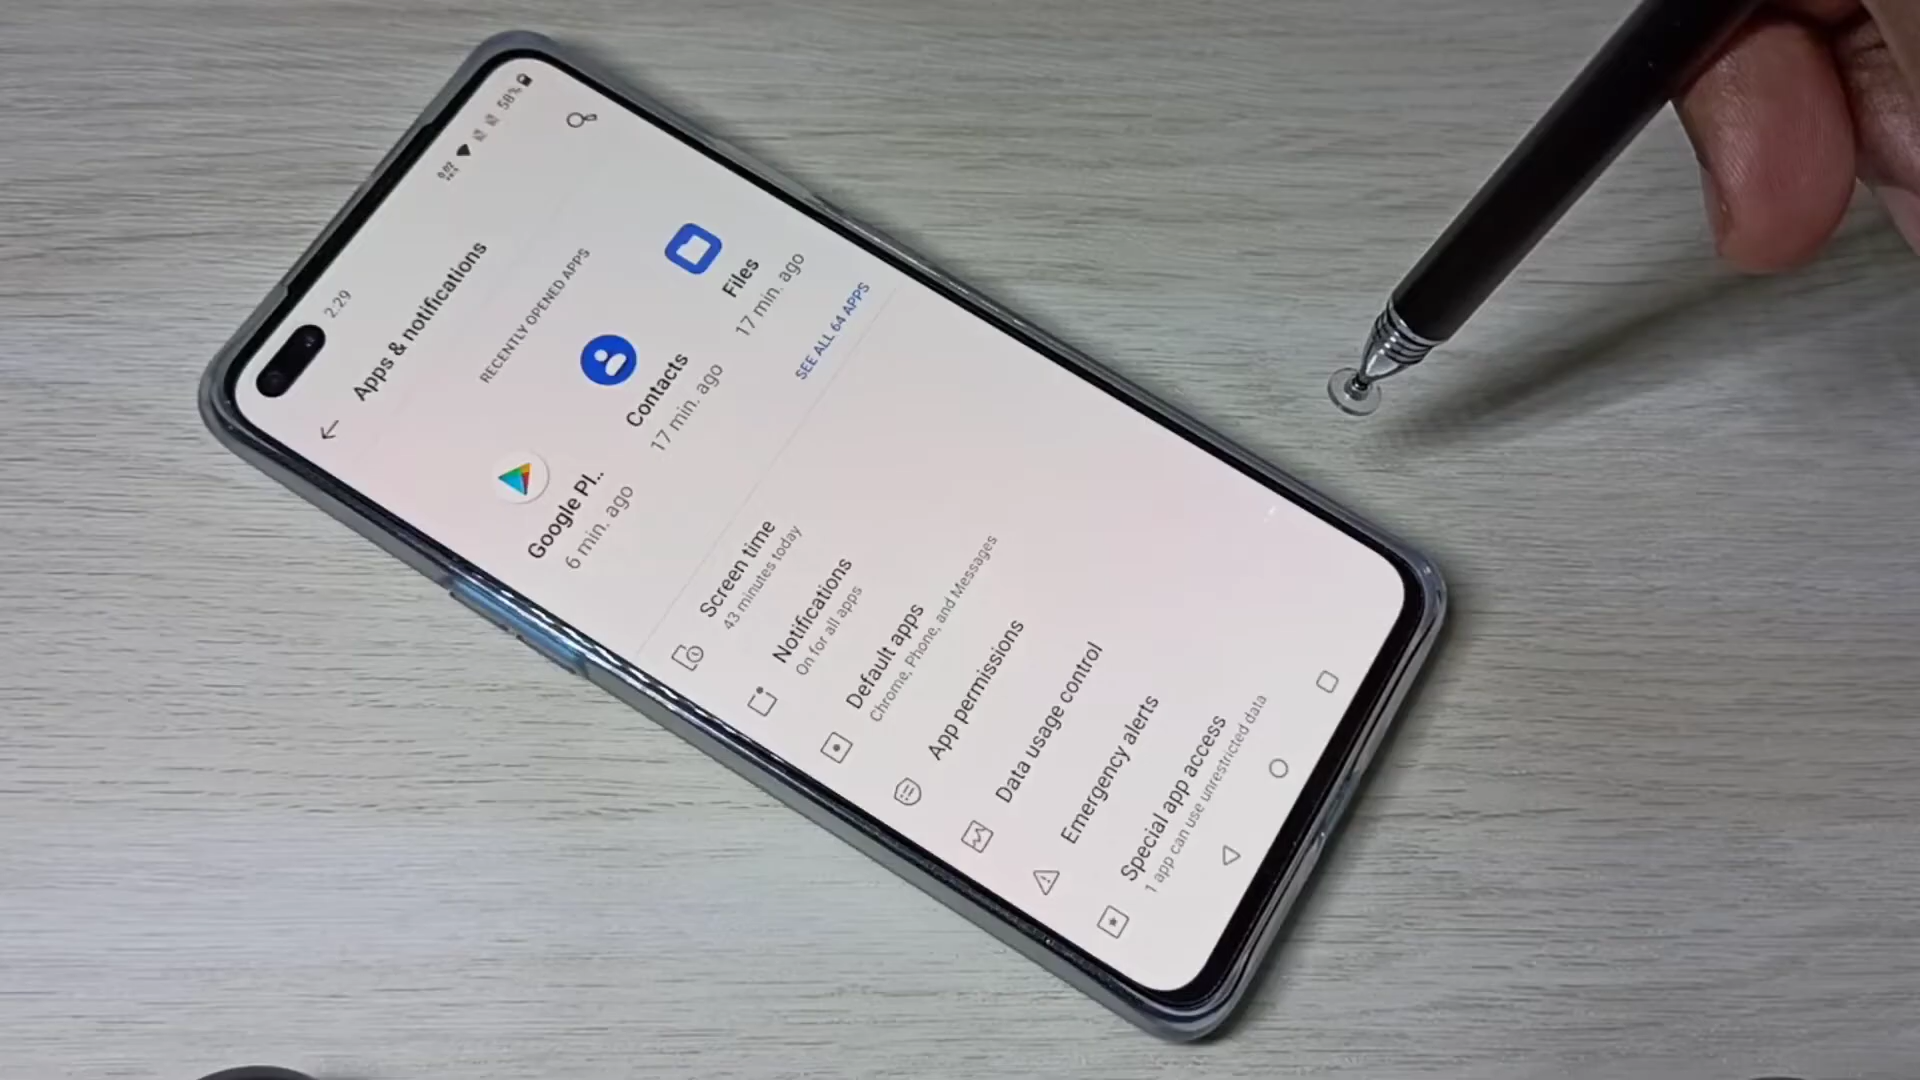 2:29
0.02
58%
Apps & notifications
RECENTLY OPENED APPS
Google Pl..
6 min. ago
Contacts
17 min. ago
Files
17 min. ago
SEE ALL 64 APPS
Screen time
43 minutes today
Notifications
On for all apps
Default apps
Chrome, Phone, and Messages
App permissions
Data usage control
Emergency alerts
Special app access
1 app can use unrestricted data